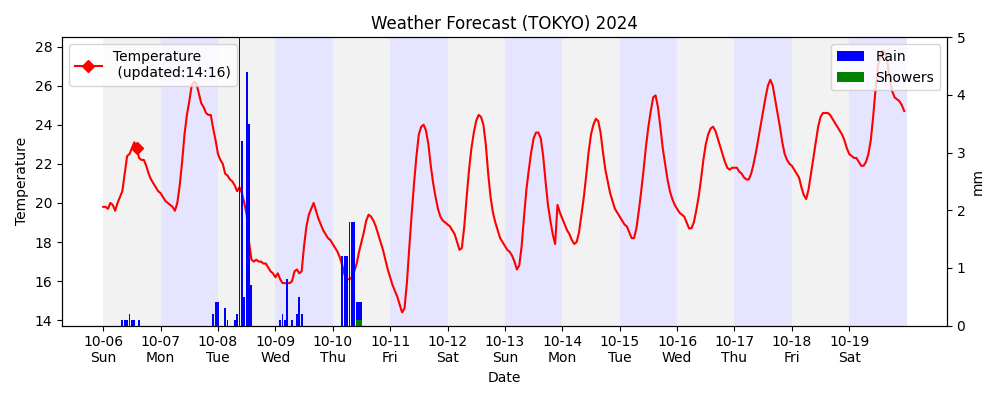 Weather Forecast (TOKYO) 2024
Temperature
(updated:14:16)
Rain
Showers
Temperature
28
26
24
22
20
18
16
14
5
4
3
2
1
0
mm
10-06 10-07 10-08 10-09 10-10 10-11 10-12 10-13 10-14 10-15 10-16 10-17 10-18 10-19
Sun Mon Tue Wed Thu Fri Sat Sun Mon Tue Wed Thu Fri Sat
Date